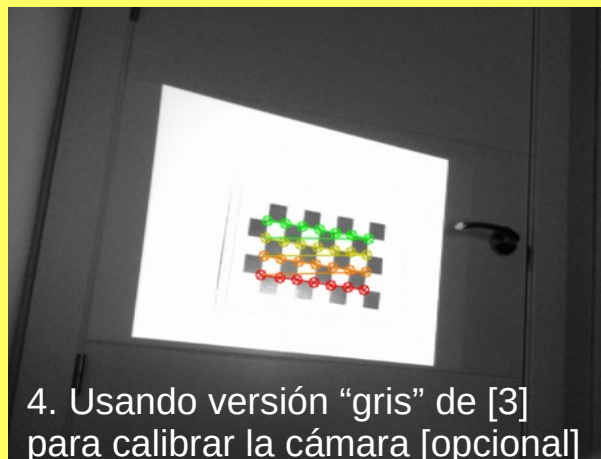 4. Usando versión “gris” de [3]
para calibrar la cámara [opcional]